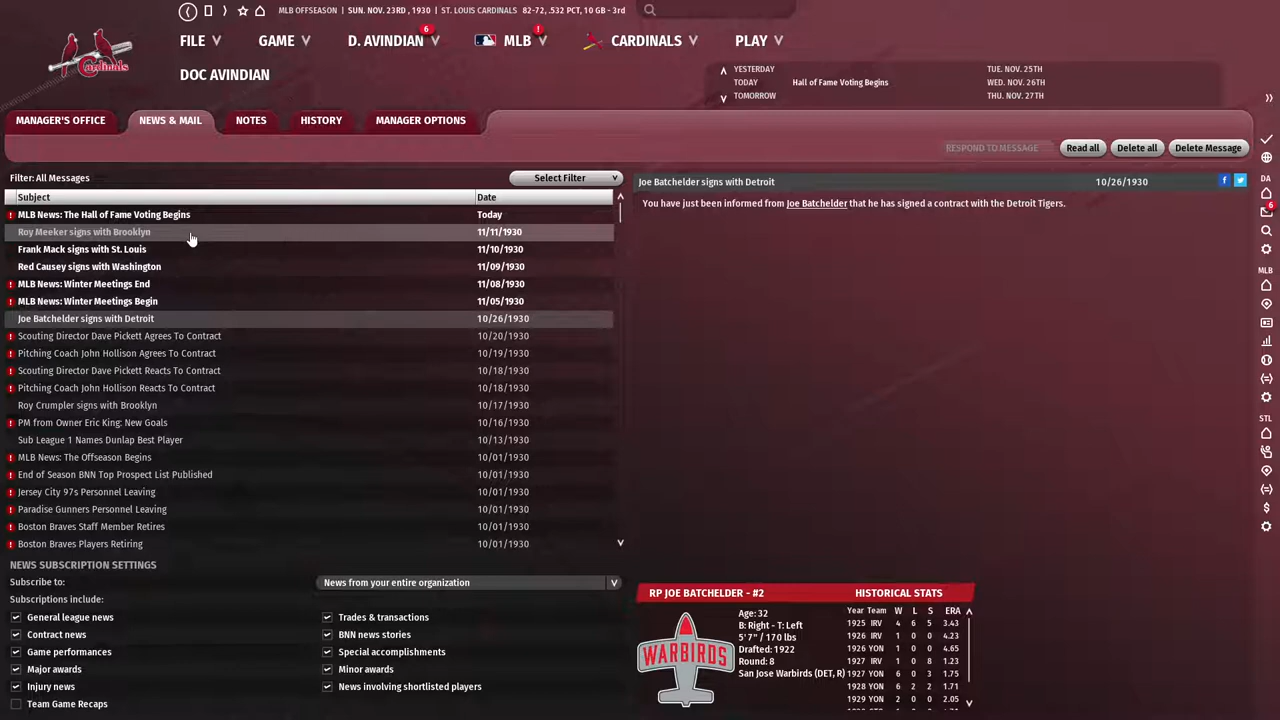 MLB OFFSEASON | SUN. NOV. 23RD , 1930 | ST. LOUIS CARDINALS 82-72, .532 PCT, 10 GB - 3rd
FILE GAME D. AVINDIAN 6 MLB ! CARDINALS PLAY
Cardinals
DOC AVINDIAN
YESTERDAY TUE. NOV. 25TH
TODAY Hall of Fame Voting Begins WED. NOV. 26TH
TOMORROW THU. NOV. 27TH
MANAGER'S OFFICE NEWS & MAIL NOTES HISTORY MANAGER OPTIONS
RESPOND TO MESSAGE Read all Delete all Delete Message
Filter: All Messages Select Filter
Subject Date
MLB News: The Hall of Fame Voting Begins Today
Roy Meeker signs with Brooklyn 11/11/1930
Frank Mack signs with St. Louis 11/10/1930
Red Causey signs with Washington 11/09/1930
MLB News: Winter Meetings End 11/08/1930
MLB News: Winter Meetings Begin 11/05/1930
Joe Batchelder signs with Detroit 10/26/1930
Scouting Director Dave Pickett Agrees To Contract 10/20/1930
Pitching Coach John Hollison Agrees To Contract 10/19/1930
Scouting Director Dave Pickett Reacts To Contract 10/18/1930
Pitching Coach John Hollison Reacts To Contract 10/18/1930
Roy Crumpler signs with Brooklyn 10/17/1930
PM from Owner Eric King: New Goals 10/16/1930
Sub League 1 Names Dunlap Best Player 10/13/1930
MLB News: The Offseason Begins 10/01/1930
End of Season BNN Top Prospect List Published 10/01/1930
Jersey City 97s Personnel Leaving 10/01/1930
Paradise Gunners Personnel Leaving 10/01/1930
Boston Braves Staff Member Retires 10/01/1930
Boston Braves Players Retiring 10/01/1930
NEWS SUBSCRIPTION SETTINGS
Subscribe to: News from your entire organization
Subscriptions include:
General league news Trades & transactions
Contract news BNN news stories
Game performances Special accomplishments
Major awards Minor awards
Injury news News involving shortlisted players
Team Game Recaps
Joe Batchelder signs with Detroit 10/26/1930
You have just been informed from Joe Batchelder that he has signed a contract with the Detroit Tigers.
RP JOE BATCHELDER - #2
WARBIRDS
Age: 32
B: Right - T: Left
5' 7" / 170 lbs
Drafted: 1922
Round: 8
San Jose Warbirds (DET, R)
HISTORICAL STATS
Year Team W L S ERA
1925 IRV 4 6 5 3.43
1926 IRV 1 0 0 4.23
1926 YON 1 0 0 4.65
1927 IRV 1 0 8 1.23
1927 YON 6 0 3 1.75
1928 YON 6 2 2 1.71
1929 YON 2 0 0 2.05
DA
6
MLB
STL